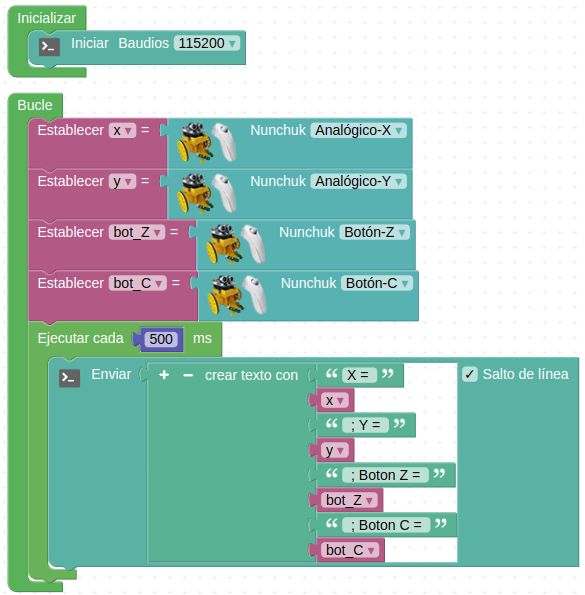 Inicializar
Iniciar Baudios 115200
Bucle
Establecer x = Nunchuk Analógico-X
Establecer y = Nunchuk Analógico-Y
Establecer bot_Z = Nunchuk Botón-Z
Establecer bot_C = Nunchuk Botón-C
Ejecutar cada 500 ms
Enviar + − crear texto con “ X = ” ✓ Salto de línea
x
“ ; Y = ”
y
“ ; Boton Z = ”
bot_Z
“ ; Boton C = ”
bot_C